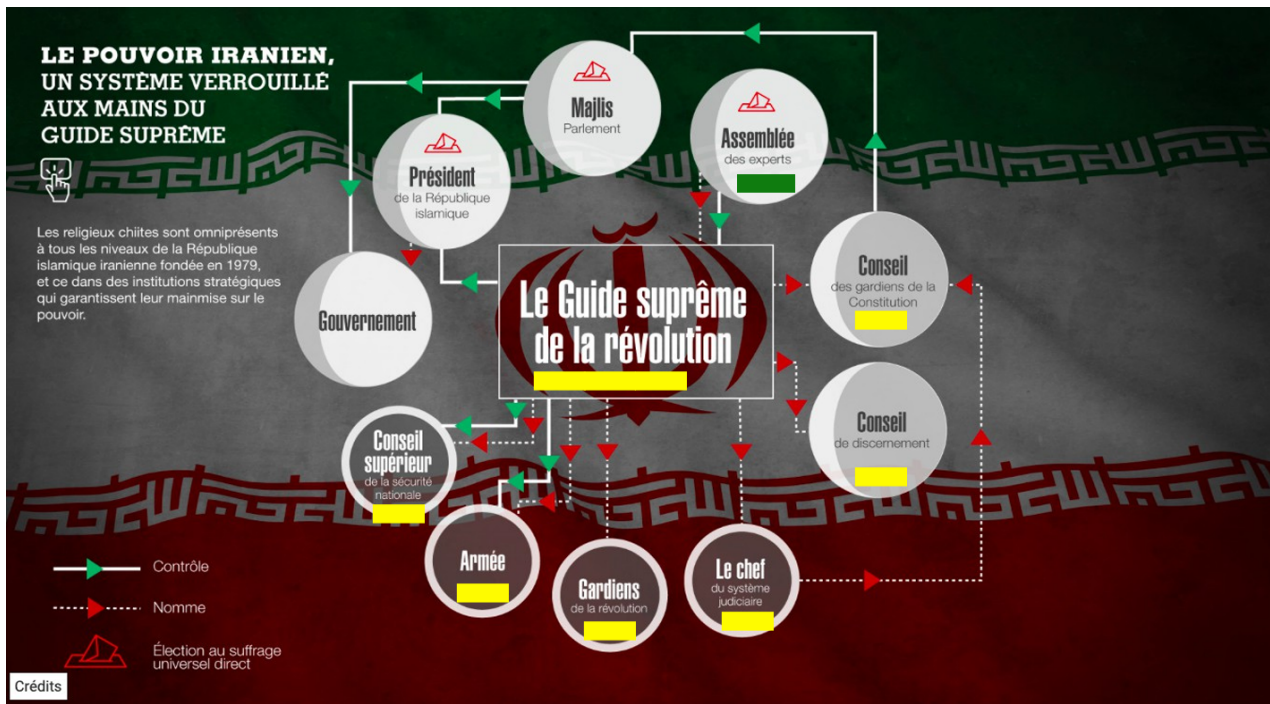 LE POUVOIR IRANIEN,
UN SYSTÈME VERROUILLÉ
AUX MAINS DU
GUIDE SUPRÊME
Les religieux chiites sont omniprésents
à tous les niveaux de la République
islamique iranienne fondée en 1979,
et ce dans des institutions stratégiques
qui garantissent leur mainmise sur le
pouvoir.
Majlis
Parlement
Assemblée
des experts
Président
de la République
islamique
Gouvernement
Le Guide suprême
de la révolution
Conseil
des gardiens de la
Constitution
Conseil
de discernement
Conseil
supérieur
de la sécurité
nationale
Armée
Gardiens
de la révolution
Le chef
du système
judiciaire
Contrôle
Nomme
Élection au suffrage
universel direct
Crédits